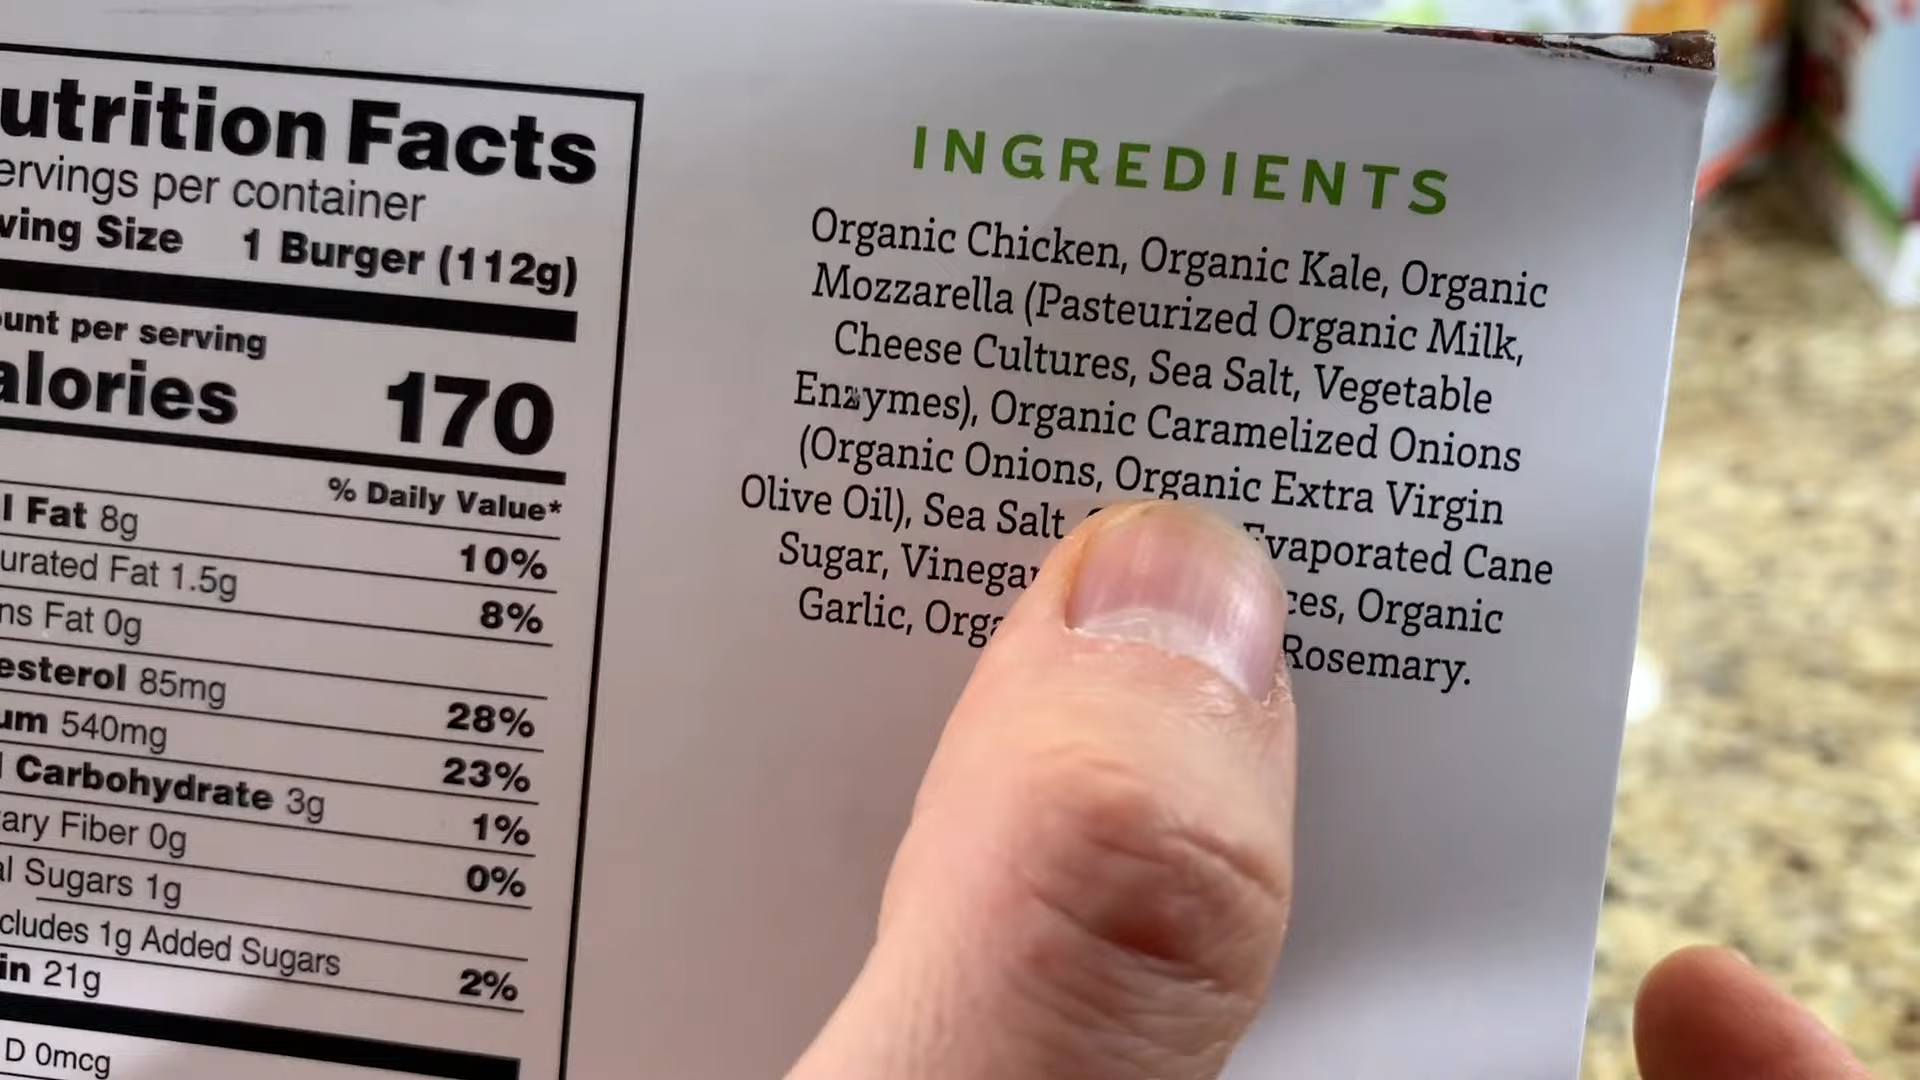 utrition Facts
ervings per container
ving Size 1 Burger (112g)
unt per serving
alories 170
% Daily Value*
l Fat 8g 10%
urated Fat 1.5g 8%
ns Fat 0g
esterol 85mg 28%
um 540mg 23%
l Carbohydrate 3g 1%
ary Fiber 0g 0%
al Sugars 1g
cludes 1g Added Sugars 2%
in 21g
D 0mcg
INGREDIENTS
Organic Chicken, Organic Kale, Organic
Mozzarella (Pasteurized Organic Milk,
Cheese Cultures, Sea Salt, Vegetable
Enzymes), Organic Caramelized Onions
(Organic Onions, Organic Extra Virgin
Olive Oil), Sea Salt Evaporated Cane
Sugar, Vinegar ces, Organic
Garlic, Orga Rosemary.